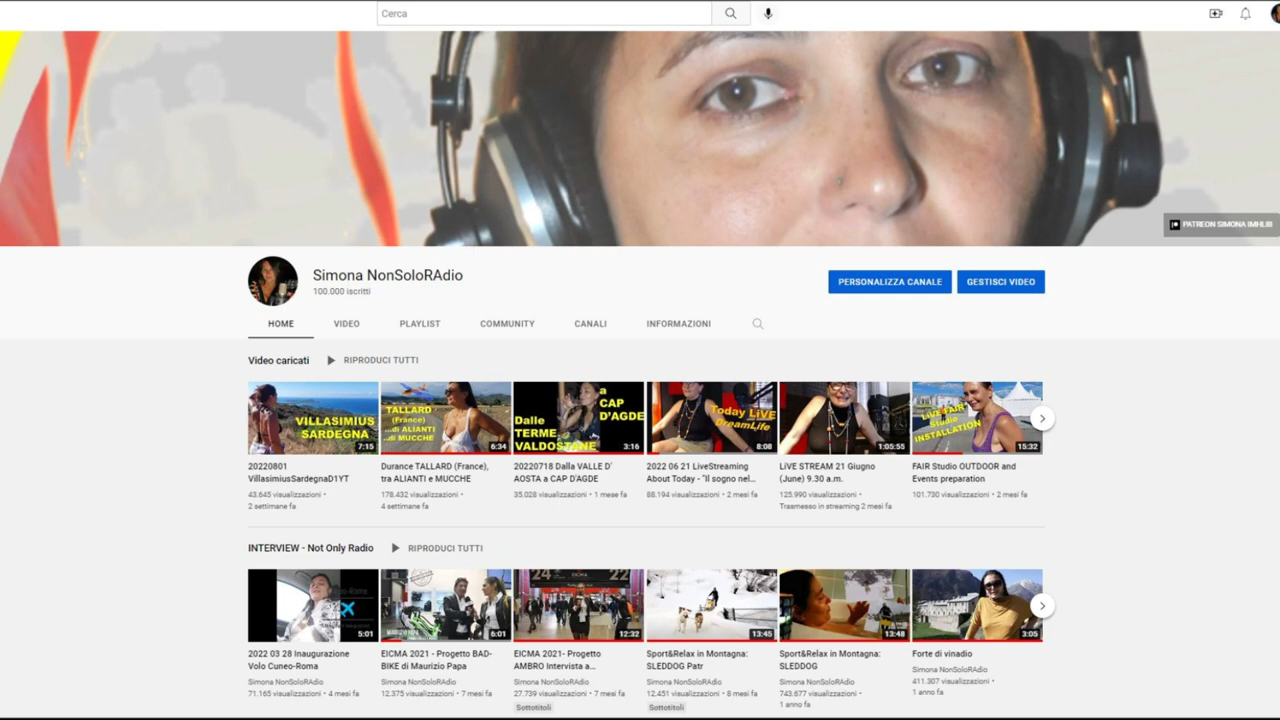 Cerca
PATREON SIMONA IMHLIB
Simona NonSoloRAdio
100.000 iscritti
PERSONALIZZA CANALE
GESTISCI VIDEO
HOME
VIDEO
PLAYLIST
COMMUNITY
CANALI
INFORMAZIONI
Video caricati
RIPRODUCI TUTTI
VILLASIMIUS
SARDEGNA
7:15
TALLARD
(France)
...di ALIANTI
di MUCCHE
6:34
a
CAP
D'AGDE
Dalle
TERME
VALDOSTANE
3:16
Today LiVE
DreamLife
8:08
1:05:55
LiVE FAIR
Studio
INSTALLATION
15:32
20220801
VillasimiusSardegnaD1YT
43.645 visualizzazioni •
2 settimane fa
Durance TALLARD (France),
tra ALIANTI e MUCCHE
178.432 visualizzazioni •
4 settimane fa
20220718 Dalla VALLE D'
AOSTA a CAP D'AGDE
35.028 visualizzazioni • 1 mese fa
2022 06 21 LiveStreaming
About Today - "Il sogno nel...
88.194 visualizzazioni • 2 mesi fa
LiVE STREAM 21 Giugno
(June) 9.30 a.m.
125.990 visualizzazioni •
Trasmesso in streaming 2 mesi fa
FAIR Studio OUTDOOR and
Events preparation
101.730 visualizzazioni • 2 mesi fa
INTERVIEW - Not Only Radio
RIPRODUCI TUTTI
5:01
6:01
EICMA
24
22
12:32
13:45
13:48
3:05
2022 03 28 Inaugurazione
Volo Cuneo-Roma
Simona NonSoloRAdio
71.165 visualizzazioni • 4 mesi fa
EICMA 2021 - Progetto BAD-
BIKE di Maurizio Papa
Simona NonSoloRAdio
12.375 visualizzazioni • 7 mesi fa
EICMA 2021- Progetto
AMBRO Intervista a...
Simona NonSoloRAdio
27.739 visualizzazioni • 7 mesi fa
Sottotitoli
Sport&Relax in Montagna:
SLEDDOG Patr
Simona NonSoloRAdio
12.451 visualizzazioni • 8 mesi fa
Sottotitoli
Sport&Relax in Montagna:
SLEDDOG
Simona NonSoloRAdio
743.677 visualizzazioni •
1 anno fa
Forte di vinadio
Simona NonSoloRAdio
411.307 visualizzazioni •
1 anno fa